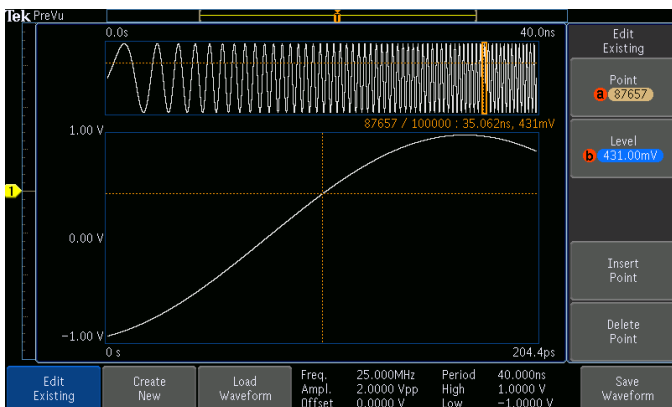 Tek PreVu
T
0.0s 40.0ns
87657 / 100000 : 35.062ns, 431mV
1.00 V
1
0.00 V
-1.00 V
0 s 204.4ps
Edit
Existing
Point
a 87657
Level
b 431.00mV
Insert
Point
Delete
Point
Edit
Existing
Create
New
Load
Waveform
Freq. 25.000MHz Period 40.000ns
Ampl. 2.0000 Vpp High 1.0000 V
Offset 0.0000 V Low -1.0000 V
Save
Waveform